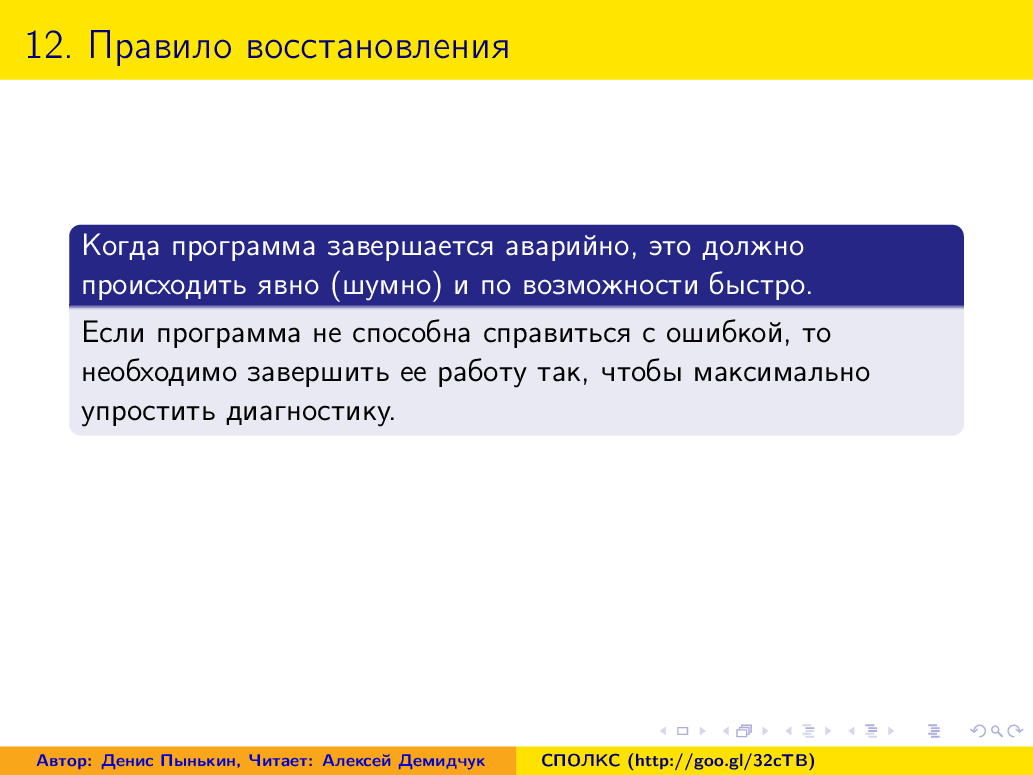 12. Правило восстановления
Когда программа завершается аварийно, это должно
происходить явно (шумно) и по возможности быстро.
Если программа не способна справиться с ошибкой, то
необходимо завершить ее работу так, чтобы максимально
упростить диагностику.
Автор: Денис Пынькин, Читает: Алексей Демидчук
СПОЛКС (http://goo.gl/32cTB)